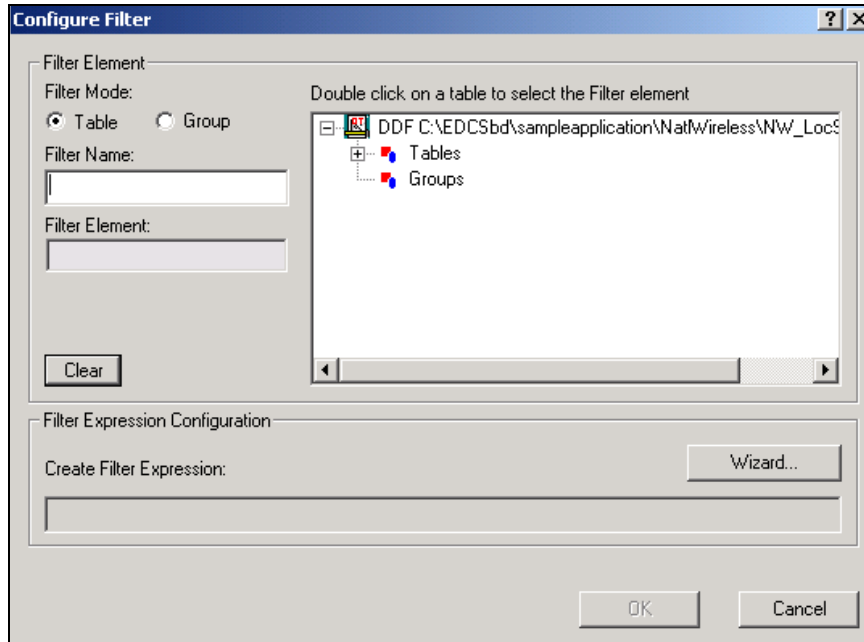 Configure Filter
Filter Element
Filter Mode:
Table
Group
Filter Name:
Filter Element:
Clear
Double click on a table to select the Filter element
DDF C:\EDCSbd\sampleapplication\NatlWireless\NW_LocS
Tables
Groups
Filter Expression Configuration
Create Filter Expression:
Wizard...
OK
Cancel